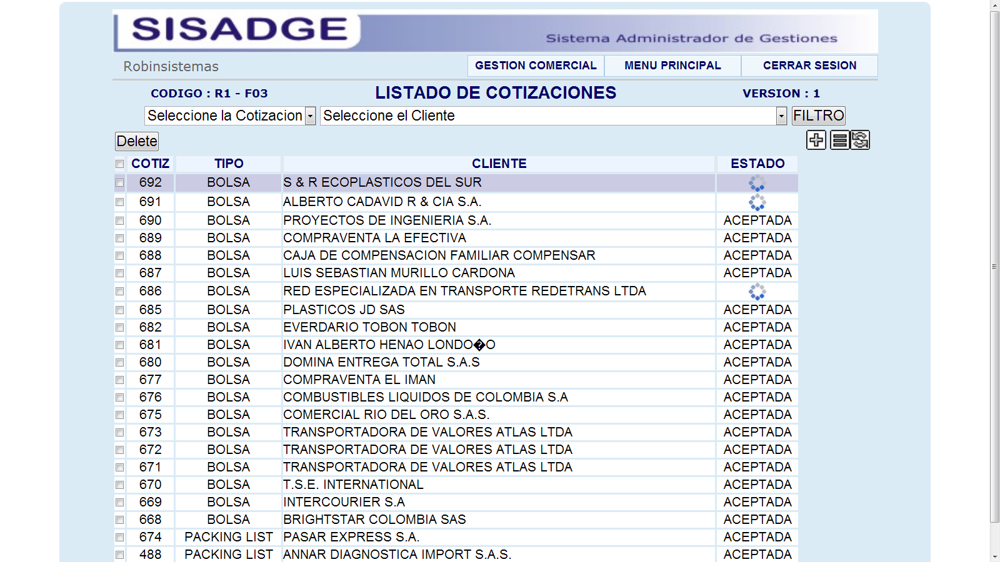 SISADGE
Sistema Administrador de Gestiones
Robinsistemas GESTION COMERCIAL MENU PRINCIPAL CERRAR SESION
CODIGO : R1 - F03 LISTADO DE COTIZACIONES VERSION : 1
Seleccione la Cotizacion Seleccione el Cliente FILTRO
Delete
COTIZ TIPO CLIENTE ESTADO
692 BOLSA S & R ECOPLASTICOS DEL SUR
691 BOLSA ALBERTO CADAVID R & CIA S.A.
690 BOLSA PROYECTOS DE INGENIERIA S.A. ACEPTADA
689 BOLSA COMPRAVENTA LA EFECTIVA ACEPTADA
688 BOLSA CAJA DE COMPENSACION FAMILIAR COMPENSAR ACEPTADA
687 BOLSA LUIS SEBASTIAN MURILLO CARDONA ACEPTADA
686 BOLSA RED ESPECIALIZADA EN TRANSPORTE REDETRANS LTDA
685 BOLSA PLASTICOS JD SAS ACEPTADA
682 BOLSA EVERDARIO TOBON TOBON ACEPTADA
681 BOLSA IVAN ALBERTO HENAO LONDO�O ACEPTADA
680 BOLSA DOMINA ENTREGA TOTAL S.A.S ACEPTADA
677 BOLSA COMPRAVENTA EL IMAN ACEPTADA
676 BOLSA COMBUSTIBLES LIQUIDOS DE COLOMBIA S.A ACEPTADA
675 BOLSA COMERCIAL RIO DEL ORO S.A.S. ACEPTADA
673 BOLSA TRANSPORTADORA DE VALORES ATLAS LTDA ACEPTADA
672 BOLSA TRANSPORTADORA DE VALORES ATLAS LTDA ACEPTADA
671 BOLSA TRANSPORTADORA DE VALORES ATLAS LTDA ACEPTADA
670 BOLSA T.S.E. INTERNATIONAL ACEPTADA
669 BOLSA INTERCOURIER S.A ACEPTADA
668 BOLSA BRIGHTSTAR COLOMBIA SAS ACEPTADA
674 PACKING LIST PASAR EXPRESS S.A. ACEPTADA
488 PACKING LIST ANNAR DIAGNOSTICA IMPORT S.A.S. ACEPTADA